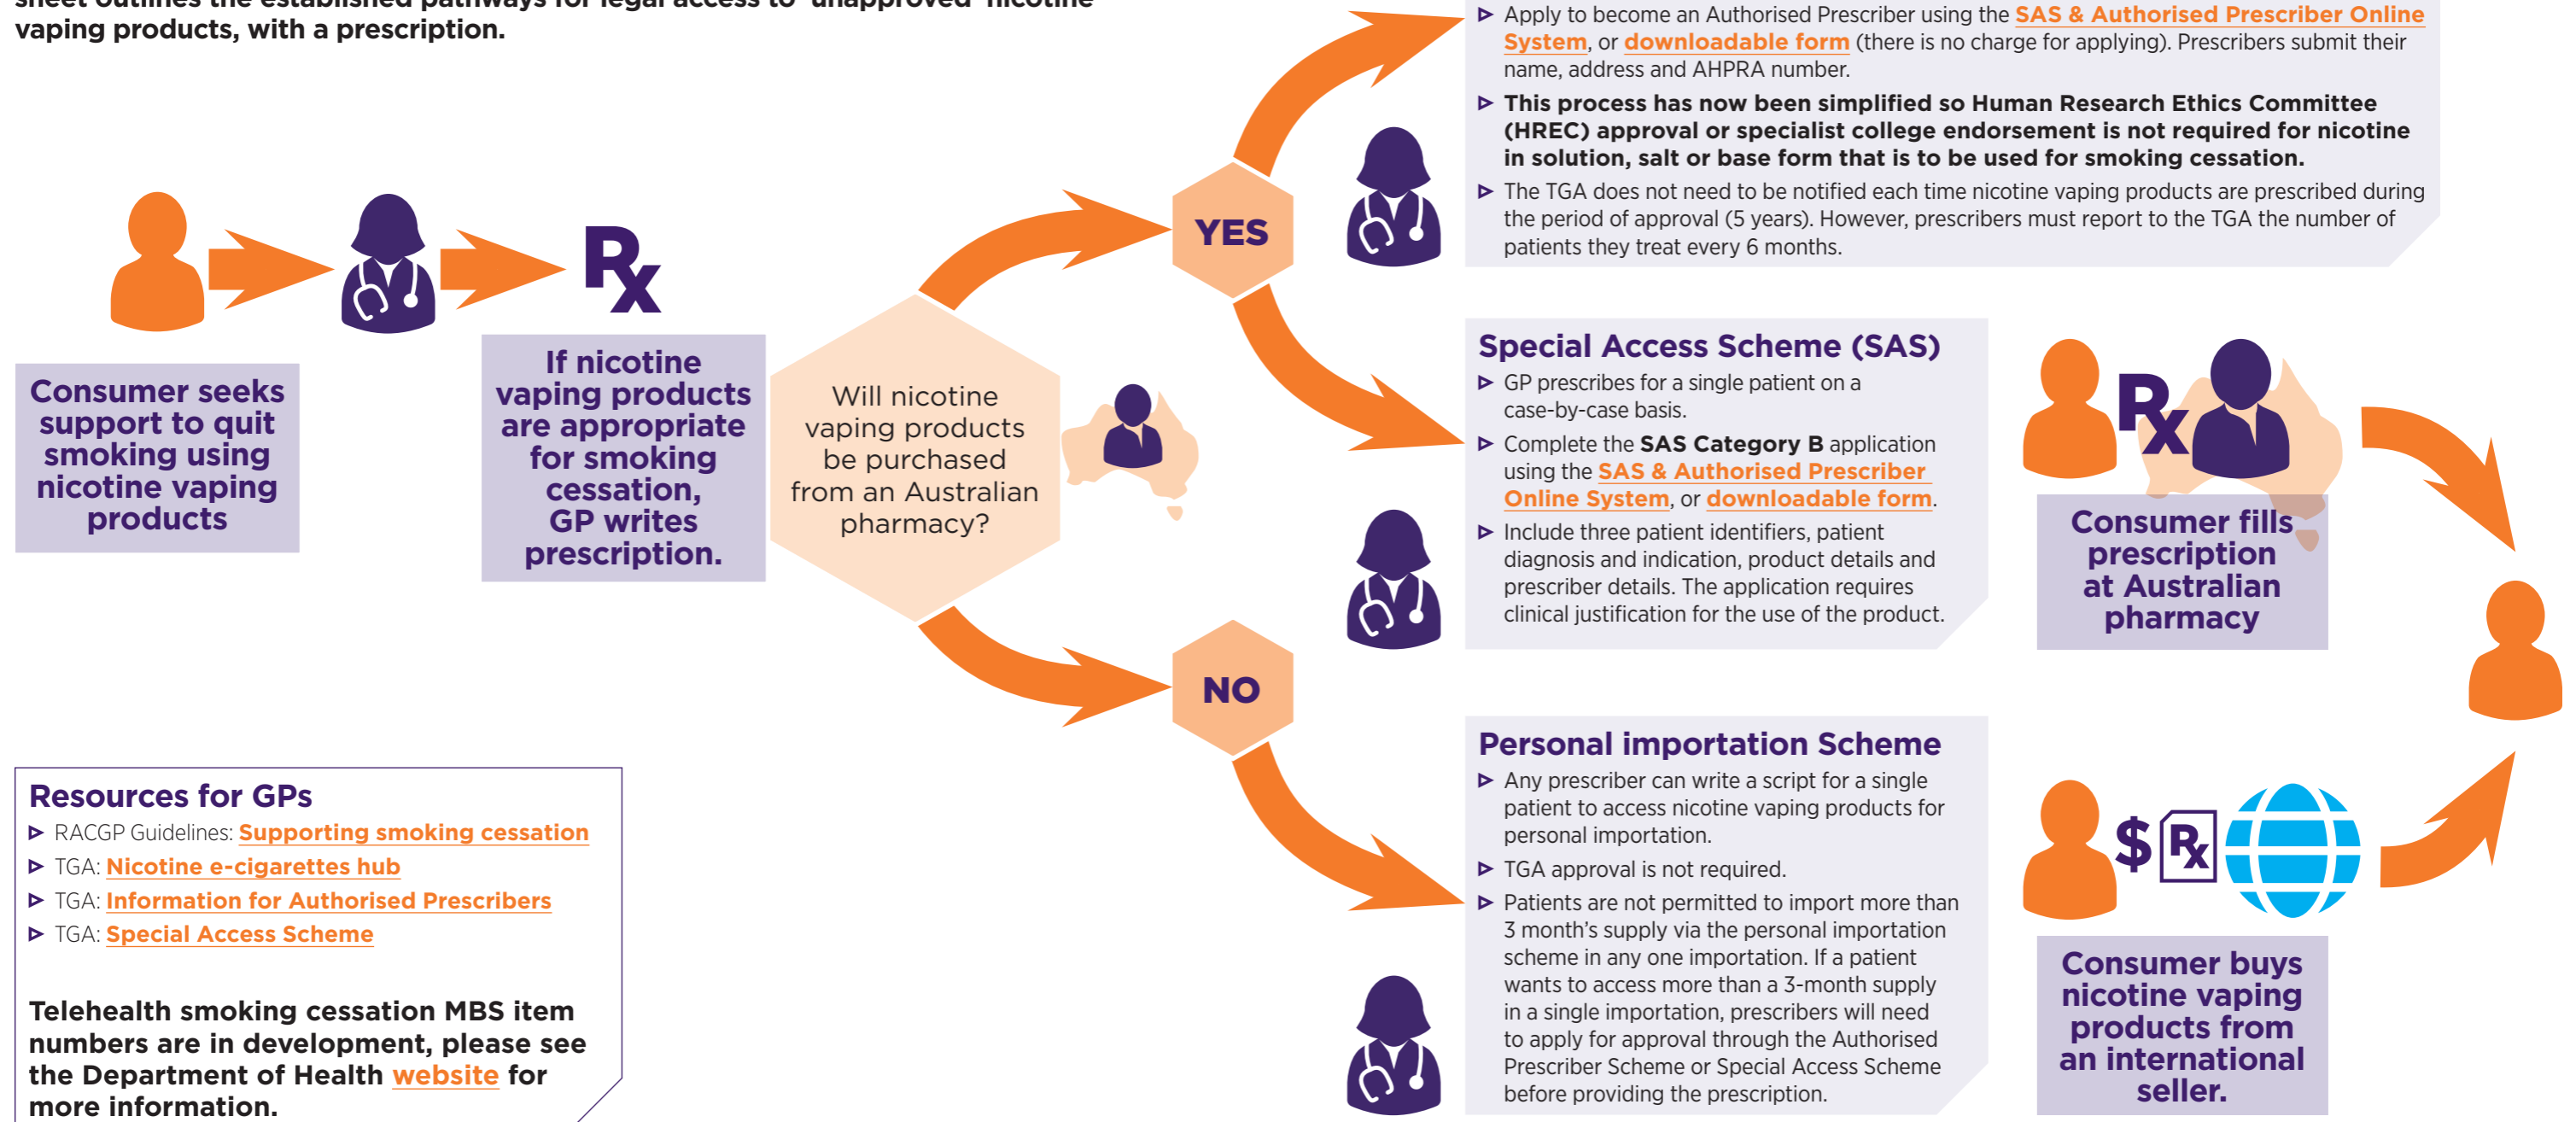 sheet outlines the established pathways for legal access to 'unapproved' nicotine
vaping products, with a prescription.
Consumer seeks
support to quit
smoking using
nicotine vaping
products
Rx
If nicotine
vaping products
are appropriate
for smoking
cessation,
GP writes
prescription.
Will nicotine
vaping products
be purchased
from an Australian
pharmacy?
YES
Apply to become an Authorised Prescriber using the SAS & Authorised Prescriber Online
System, or downloadable form (there is no charge for applying). Prescribers submit their
name, address and AHPRA number.
This process has now been simplified so Human Research Ethics Committee
(HREC) approval or specialist college endorsement is not required for nicotine
in solution, salt or base form that is to be used for smoking cessation.
The TGA does not need to be notified each time nicotine vaping products are prescribed during
the period of approval (5 years). However, prescribers must report to the TGA the number of
patients they treat every 6 months.
Special Access Scheme (SAS)
GP prescribes for a single patient on a
case-by-case basis.
Complete the SAS Category B application
using the SAS & Authorised Prescriber
Online System, or downloadable form.
Include three patient identifiers, patient
diagnosis and indication, product details and
prescriber details. The application requires
clinical justification for the use of the product.
Rx
Consumer fills
prescription
at Australian
pharmacy
NO
Personal importation Scheme
Any prescriber can write a script for a single
patient to access nicotine vaping products for
personal importation.
TGA approval is not required.
Patients are not permitted to import more than
3 month's supply via the personal importation
scheme in any one importation. If a patient
wants to access more than a 3-month supply
in a single importation, prescribers will need
to apply for approval through the Authorised
Prescriber Scheme or Special Access Scheme
before providing the prescription.
$ Rx
Consumer buys
nicotine vaping
products from
an international
seller.
Resources for GPs
RACGP Guidelines: Supporting smoking cessation
TGA: Nicotine e-cigarettes hub
TGA: Information for Authorised Prescribers
TGA: Special Access Scheme
Telehealth smoking cessation MBS item
numbers are in development, please see
the Department of Health website for
more information.